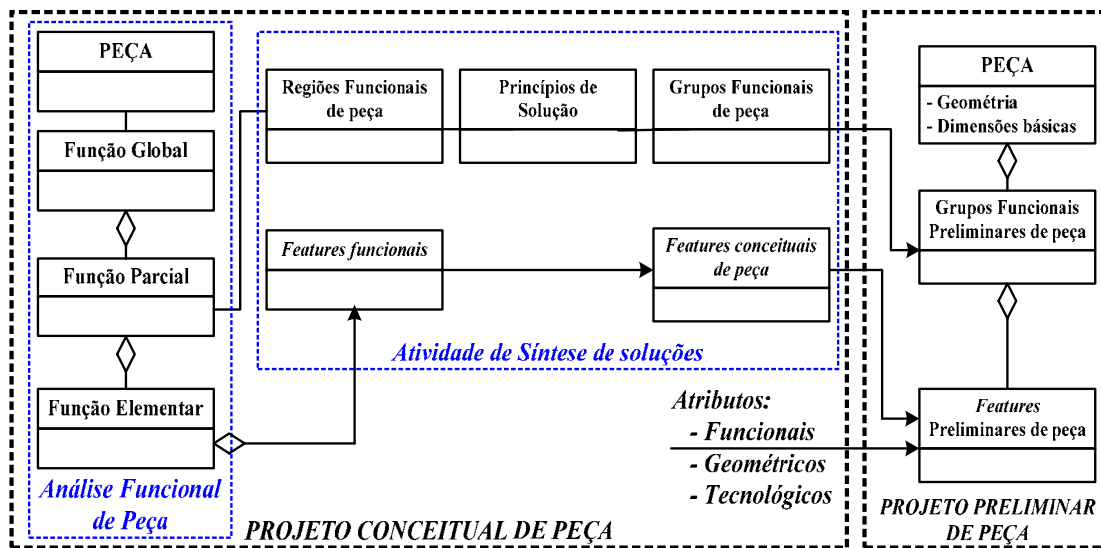 PEÇA
Função Global
Função Parcial
Função Elementar
Análise Funcional
de Peça
Regiões Funcionais
de peça
Princípios de
Solução
Grupos Funcionais
de peça
Features funcionais
Features conceituais
de peça
Atividade de Síntese de soluções
Atributos:
- Funcionais
- Geométricos
- Tecnológicos
PROJETO CONCEITUAL DE PEÇA
PEÇA
- Geométria
- Dimensões básicas
Grupos Funcionais
Preliminares de peça
Features
Preliminares de peça
PROJETO PRELIMINAR
DE PEÇA